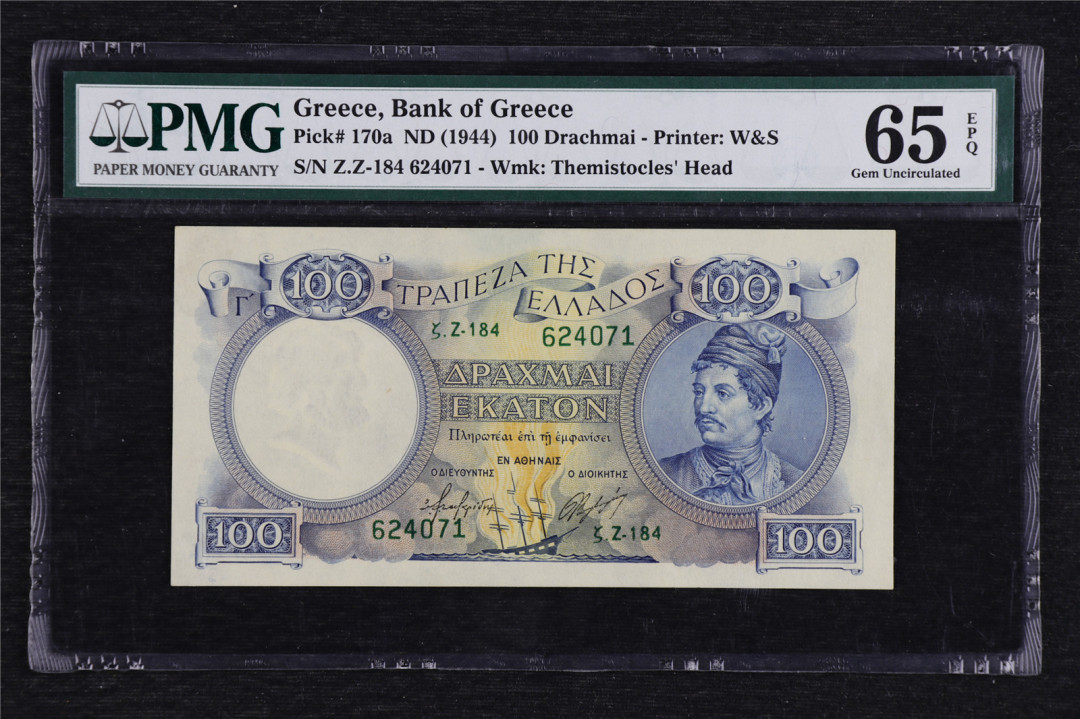 PMG
PAPER MONEY GUARANTY
Greece, Bank of Greece
Pick# 170a ND (1944) 100 Drachmai - Printer: W&S
S/N Z.Z-184 624071 - Wmk: Themistocles' Head
65
EPQ
Gem Uncirculated
100
ΤΡΑΠΕΖΑ ΤΗΣ
ΕΛΛΑΔΟΣ
100
Γ'
ζ.Ζ-184 624071
ΔΡΑΧΜΑΙ
ΕΚΑΤΟΝ
Πληρωτέαι ἐπὶ τῇ ἐμφανίσει
ΕΝ ΑΘΗΝΑΙΣ
Ο ΔΙΕΥΘΥΝΤΗΣ Ο ΔΙΟΙΚΗΤΗΣ
624071 ζ.Ζ-184
100 100